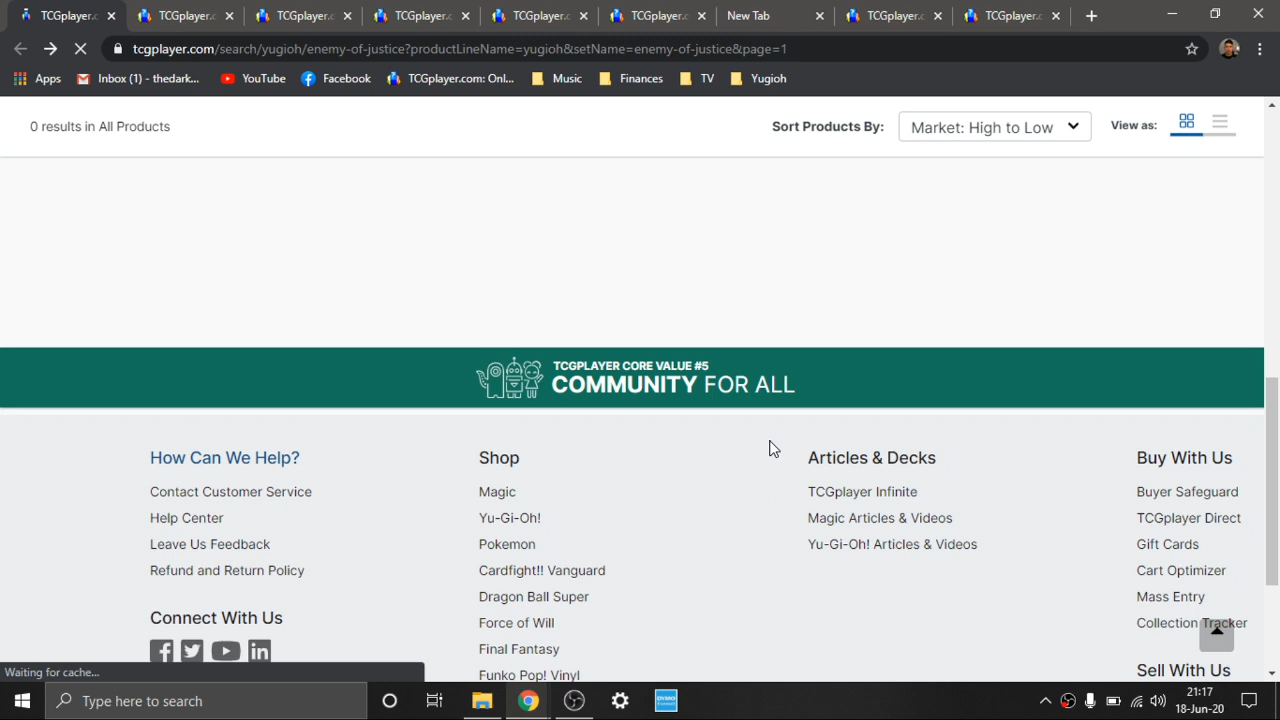 TCGplayer.c
TCGplayer.c
TCGplayer.c
TCGplayer.c
TCGplayer.c
TCGplayer.c
New Tab
TCGplayer.c
TCGplayer.c
tcgplayer.com/search/yugioh/enemy-of-justice?productLineName=yugioh&setName=enemy-of-justice&page=1
Apps
Inbox (1) - thedark...
YouTube
Facebook
TCGplayer.com: Onl...
Music
Finances
TV
Yugioh
0 results in All Products
Sort Products By:
Market: High to Low
View as:
TCGPLAYER CORE VALUE #5
COMMUNITY FOR ALL
How Can We Help?
Contact Customer Service
Help Center
Leave Us Feedback
Refund and Return Policy
Connect With Us
Shop
Magic
Yu-Gi-Oh!
Pokemon
Cardfight!! Vanguard
Dragon Ball Super
Force of Will
Final Fantasy
Funko Pop! Vinyl
Articles & Decks
TCGplayer Infinite
Magic Articles & Videos
Yu-Gi-Oh! Articles & Videos
Buy With Us
Buyer Safeguard
TCGplayer Direct
Gift Cards
Cart Optimizer
Mass Entry
Collection Tracker
Sell With Us
Waiting for cache...
Type here to search
DYMO
21:17
18-Jun-20